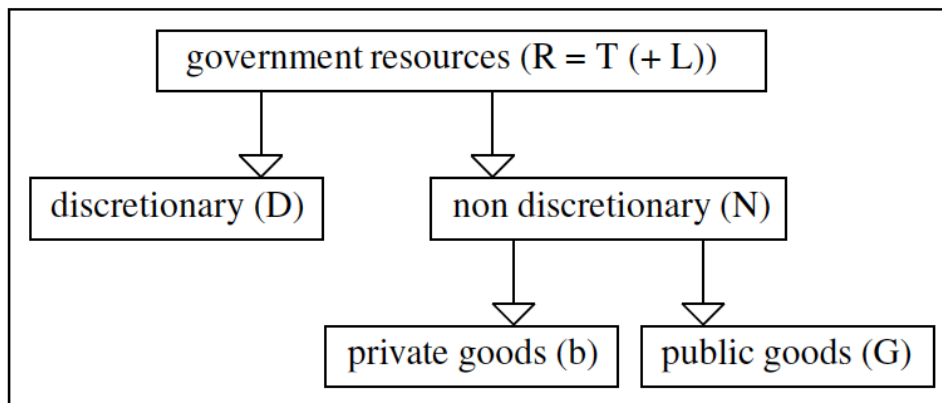 government resources (R = T (+ L))
discretionary (D)
non discretionary (N)
private goods (b)
public goods (G)